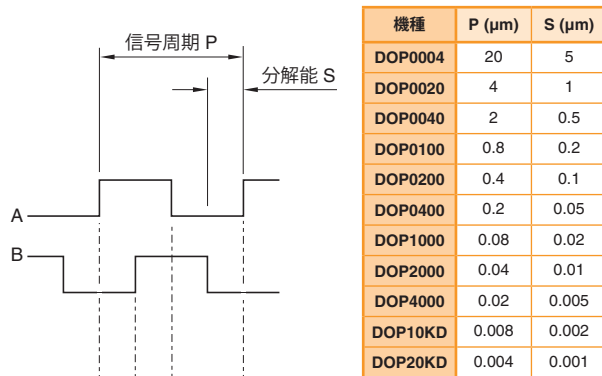 信号周期 P
分解能 S
A
B
機種 P (µm) S (µm)
DOP0004 20 5
DOP0020 4 1
DOP0040 2 0.5
DOP0100 0.8 0.2
DOP0200 0.4 0.1
DOP0400 0.2 0.05
DOP1000 0.08 0.02
DOP2000 0.04 0.01
DOP4000 0.02 0.005
DOP10KD 0.008 0.002
DOP20KD 0.004 0.001